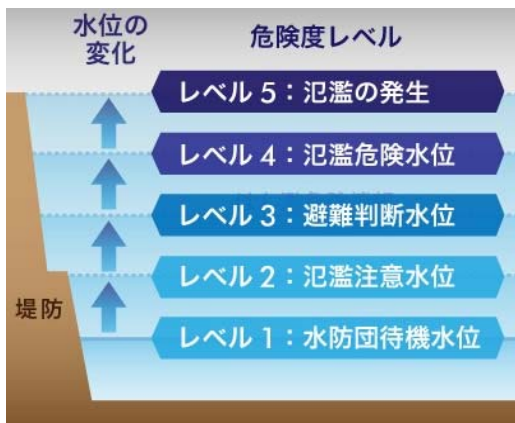 水位の
変化
危険度レベル
レベル 5：氾濫の発生
レベル 4：氾濫危険水位
レベル 3：避難判断水位
レベル 2：氾濫注意水位
堤防
レベル 1：水防団待機水位